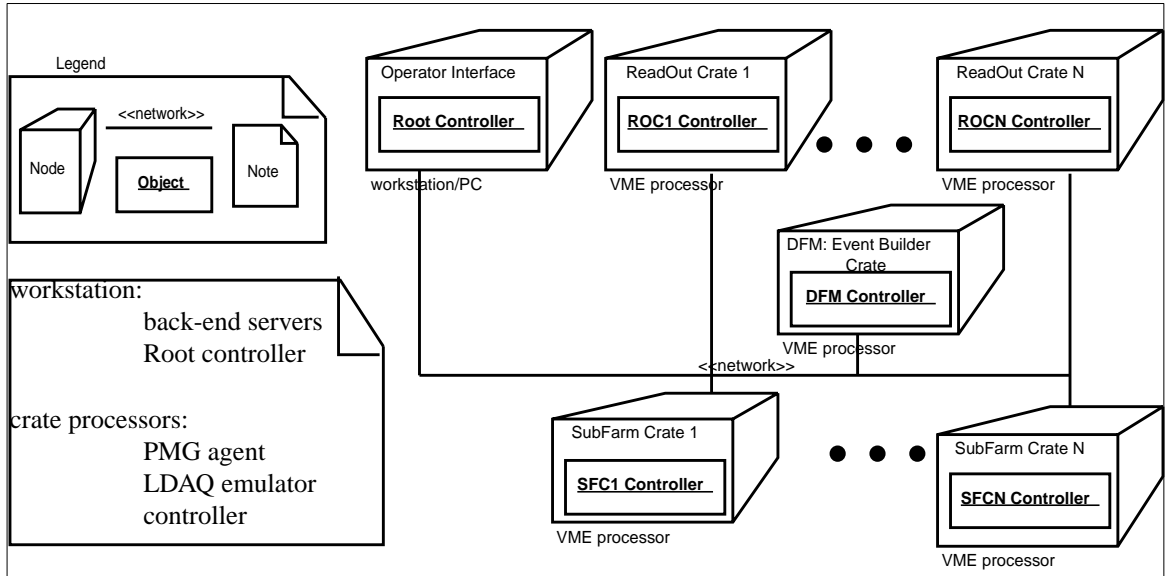 Legend
<<network>>
Node
Object
Note
workstation:
back-end servers
Root controller
crate processors:
PMG agent
LDAQ emulator
controller
Operator Interface
Root Controller
workstation/PC
ReadOut Crate 1
ROC1 Controller
VME processor
ReadOut Crate N
ROCN Controller
VME processor
DFM: Event Builder
Crate
DFM Controller
VME processor
<<network>>
SubFarm Crate 1
SFC1 Controller
VME processor
SubFarm Crate N
SFCN Controller
VME processor